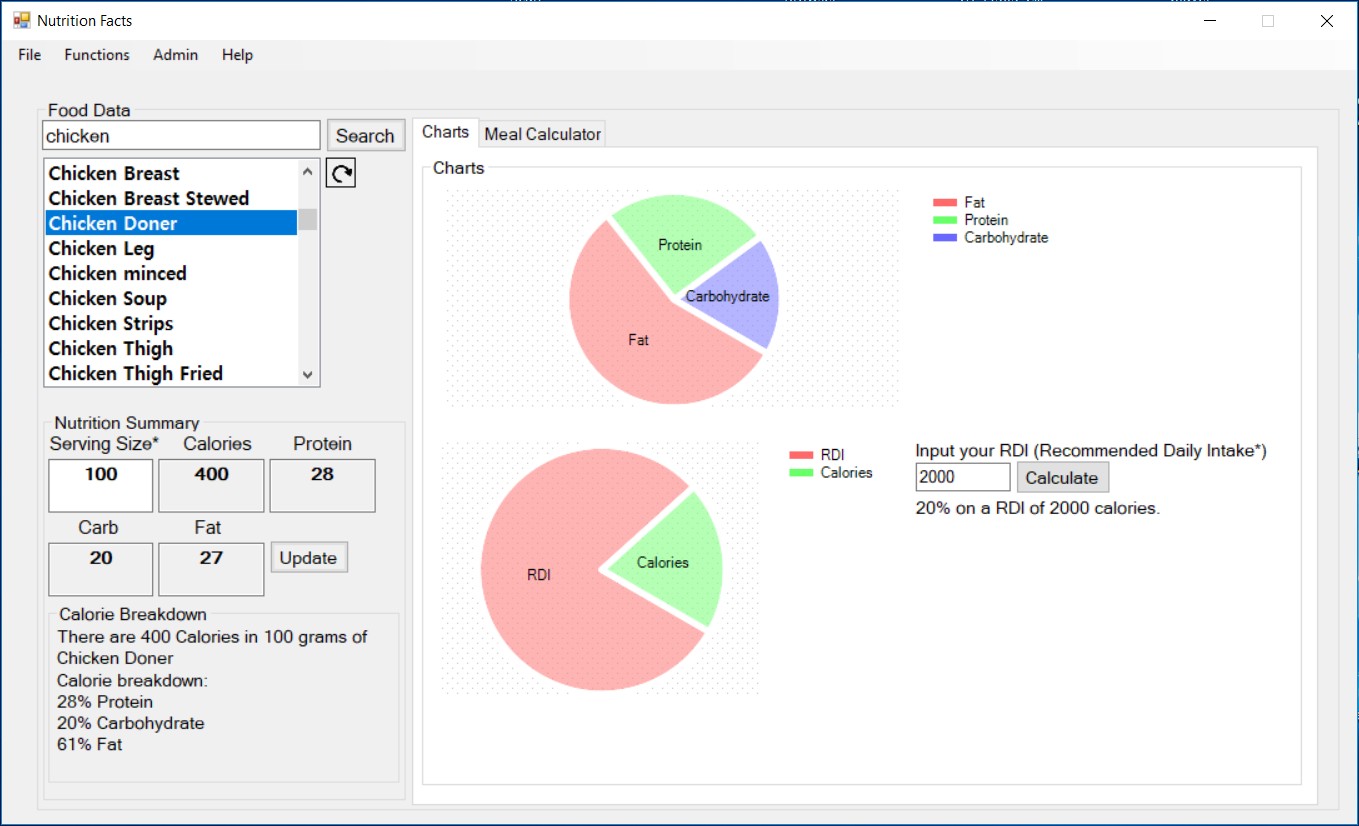 Nutrition Facts
File Functions Admin Help
Food Data
chicken Search
Chicken Breast
Chicken Breast Stewed
Chicken Doner
Chicken Leg
Chicken minced
Chicken Soup
Chicken Strips
Chicken Thigh
Chicken Thigh Fried
Nutrition Summary
Serving Size* Calories Protein
100 400 28
Carb Fat
20 27 Update
Calorie Breakdown
There are 400 Calories in 100 grams of
Chicken Doner
Calorie breakdown:
28% Protein
20% Carbohydrate
61% Fat
Charts Meal Calculator
Charts
Protein
Carbohydrate
Fat
Fat
Protein
Carbohydrate
RDI
Calories
RDI
Calories
Input your RDI (Recommended Daily Intake*)
2000 Calculate
20% on a RDI of 2000 calories.